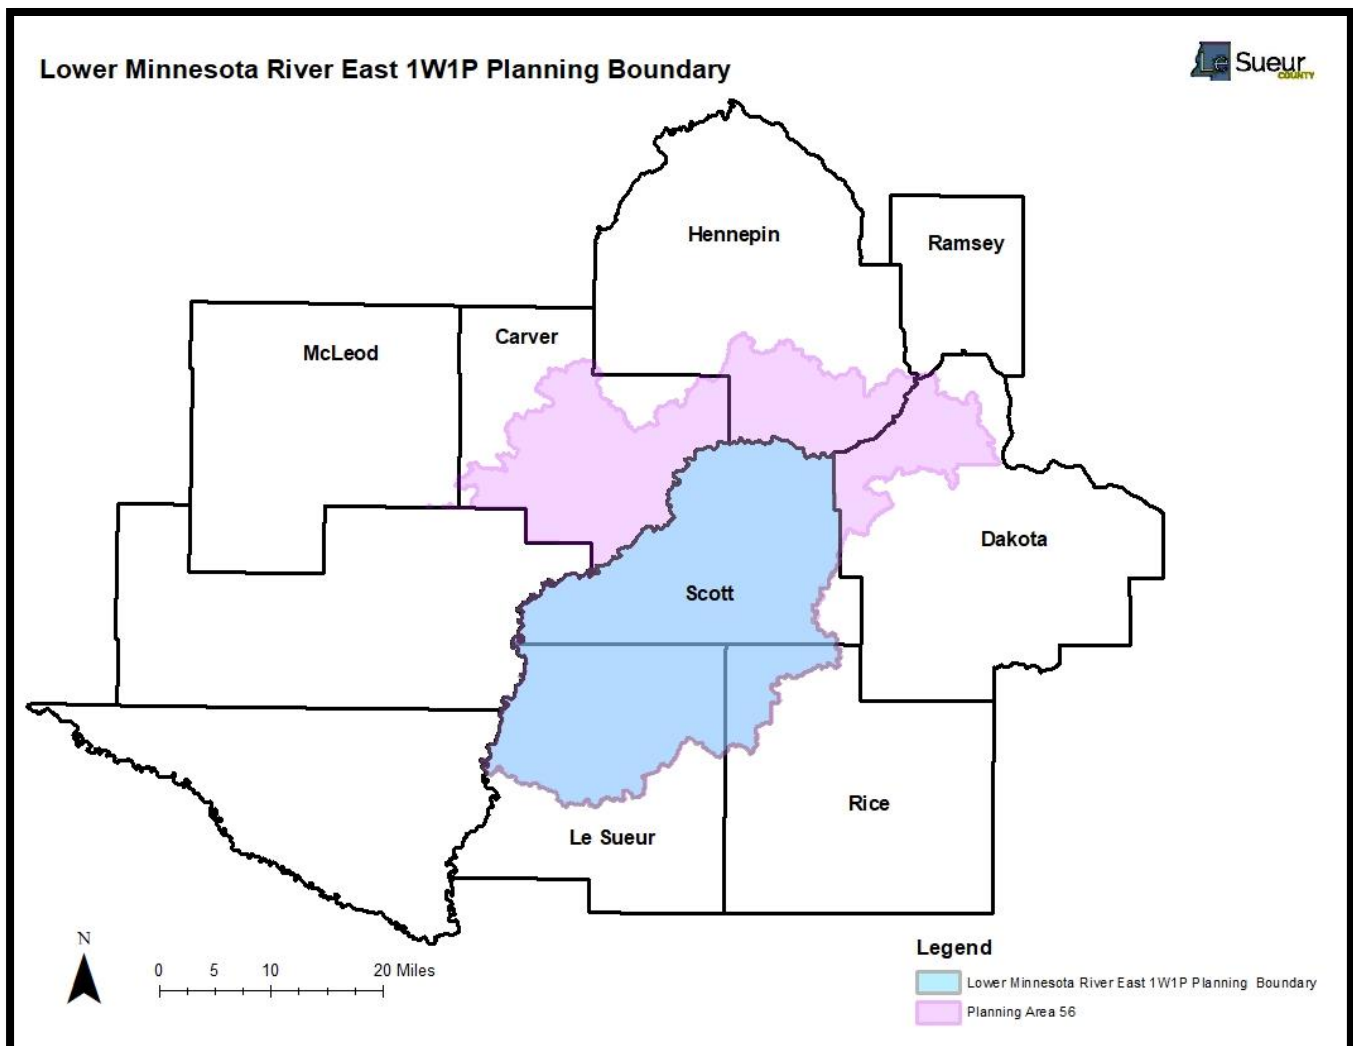 Lower Minnesota River East 1W1P Planning Boundary
Le Sueur
COUNTY
Hennepin
Ramsey
Carver
McLeod
Dakota
Scott
Rice
Le Sueur
N
0 5 10 20 Miles
Legend
Lower Minnesota River East 1W1P Planning Boundary
Planning Area 56